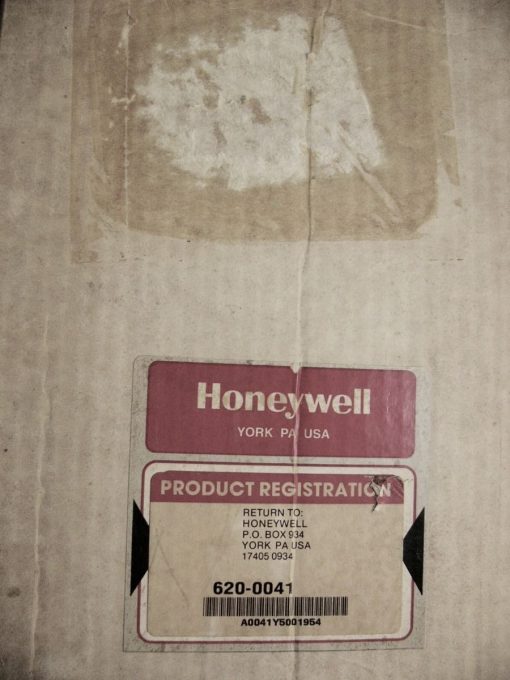 Honeywell
YORK PA USA
PRODUCT REGISTRATION
RETURN TO:
HONEYWELL
P.O. BOX 934
YORK PA USA
17405 0934
620-0041
A0041Y5001954